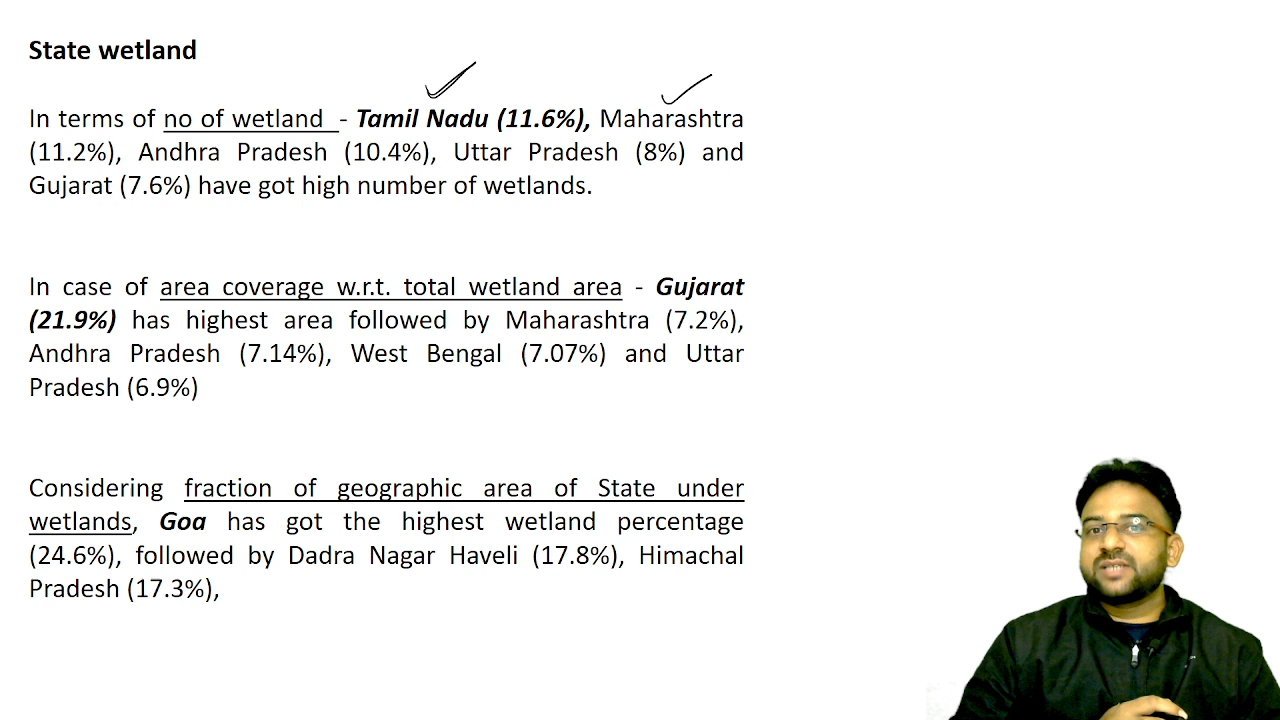 State wetland
In terms of no of wetland - Tamil Nadu (11.6%), Maharashtra
(11.2%), Andhra Pradesh (10.4%), Uttar Pradesh (8%) and
Gujarat (7.6%) have got high number of wetlands.
In case of area coverage w.r.t. total wetland area - Gujarat
(21.9%) has highest area followed by Maharashtra (7.2%),
Andhra Pradesh (7.14%), West Bengal (7.07%) and Uttar
Pradesh (6.9%)
Considering fraction of geographic area of State under
wetlands, Goa has got the highest wetland percentage
(24.6%), followed by Dadra Nagar Haveli (17.8%), Himachal
Pradesh (17.3%),